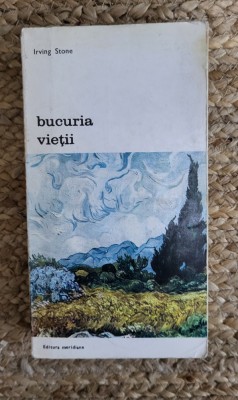 Irving Stone
bucuria
vieții
Editura meridiane